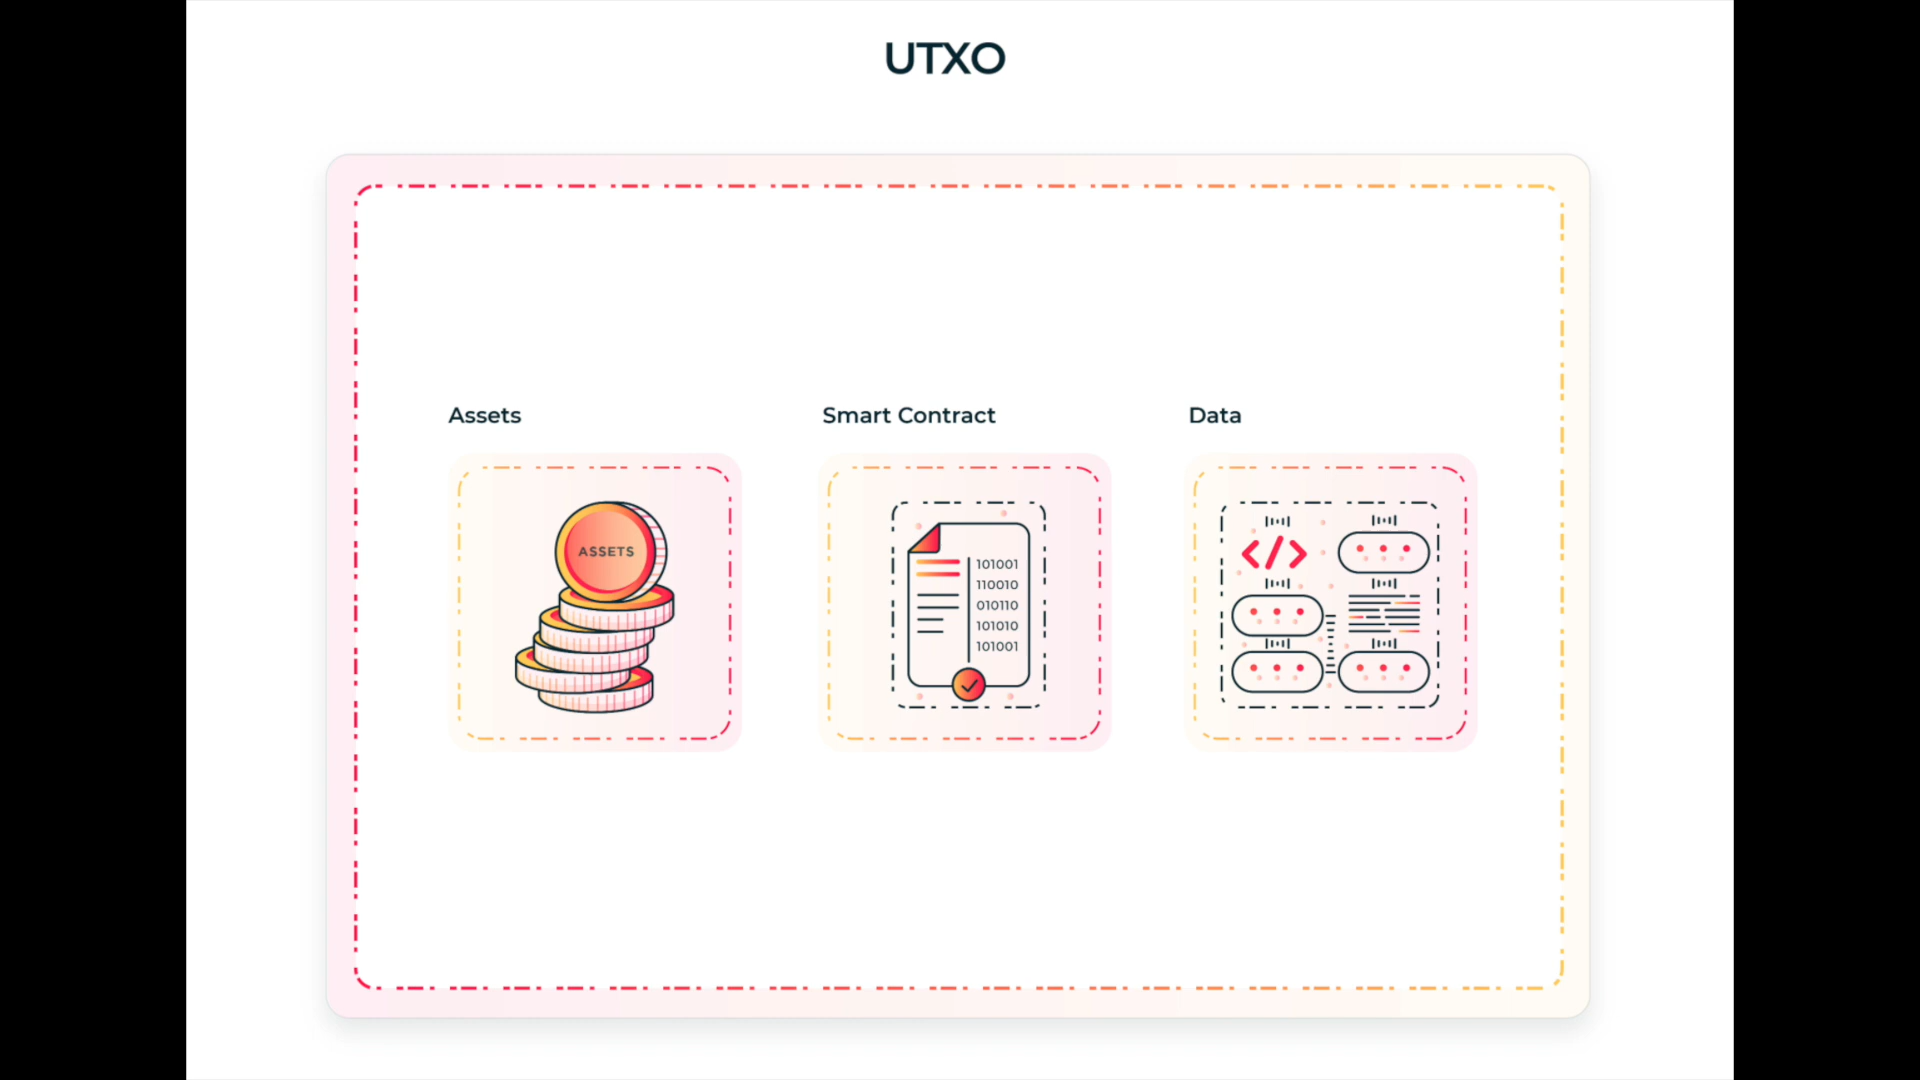 UTXO
Assets
Smart Contract
Data
ASSETS
101001
110010
010110
101010
101001